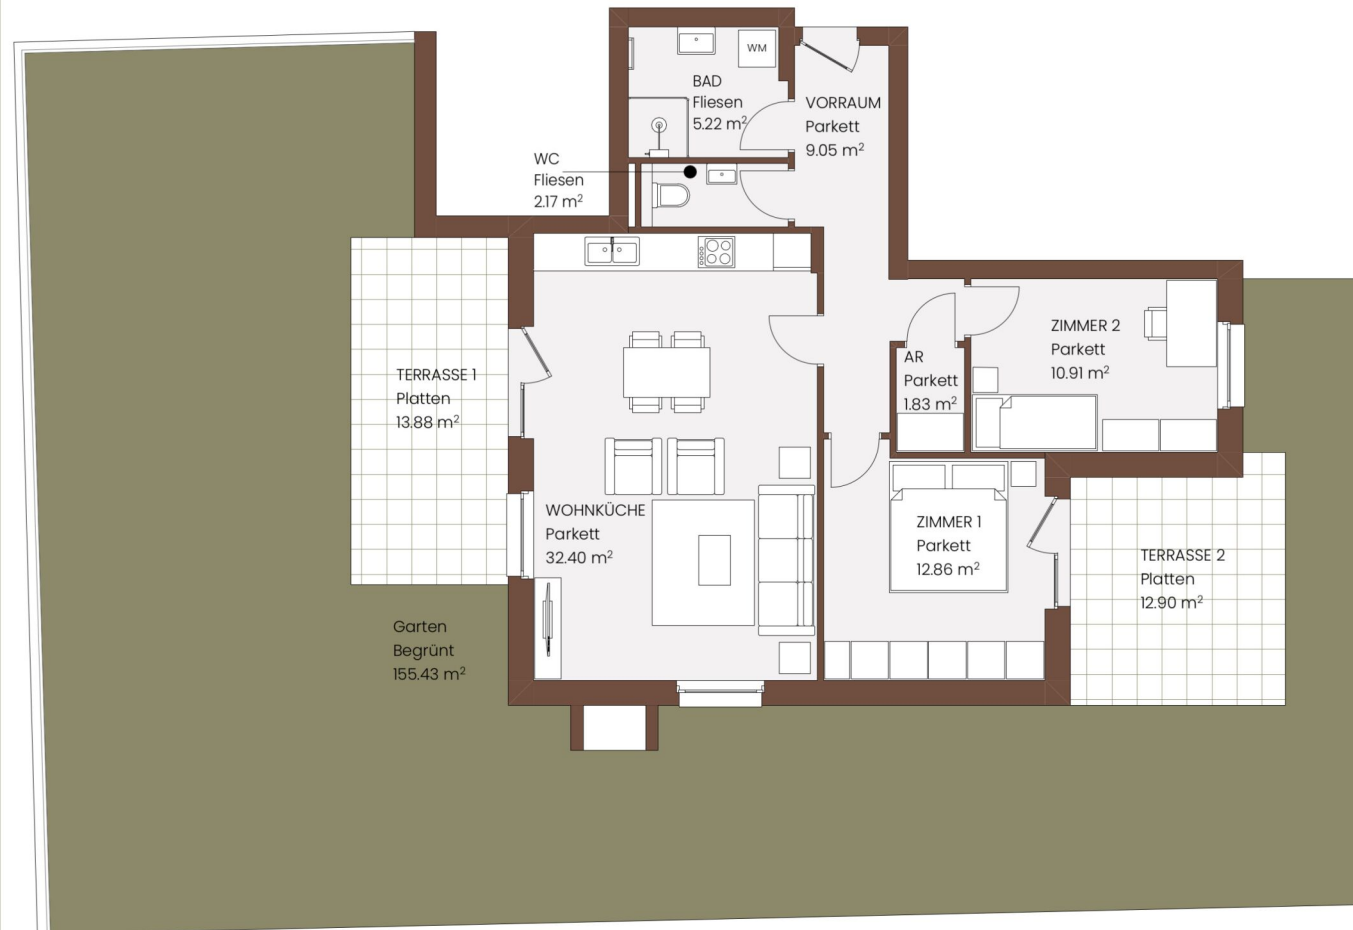 WM
BAD
Fliesen
5.22 m²
VORRAUM
Parkett
9.05 m²
WC
Fliesen
2.17 m²
ZIMMER 2
Parkett
10.91 m²
AR
Parkett
1.83 m²
TERRASSE 1
Platten
13.88 m²
WOHNKÜCHE
Parkett
32.40 m²
ZIMMER 1
Parkett
12.86 m²
TERRASSE 2
Platten
12.90 m²
Garten
Begrünt
155.43 m²